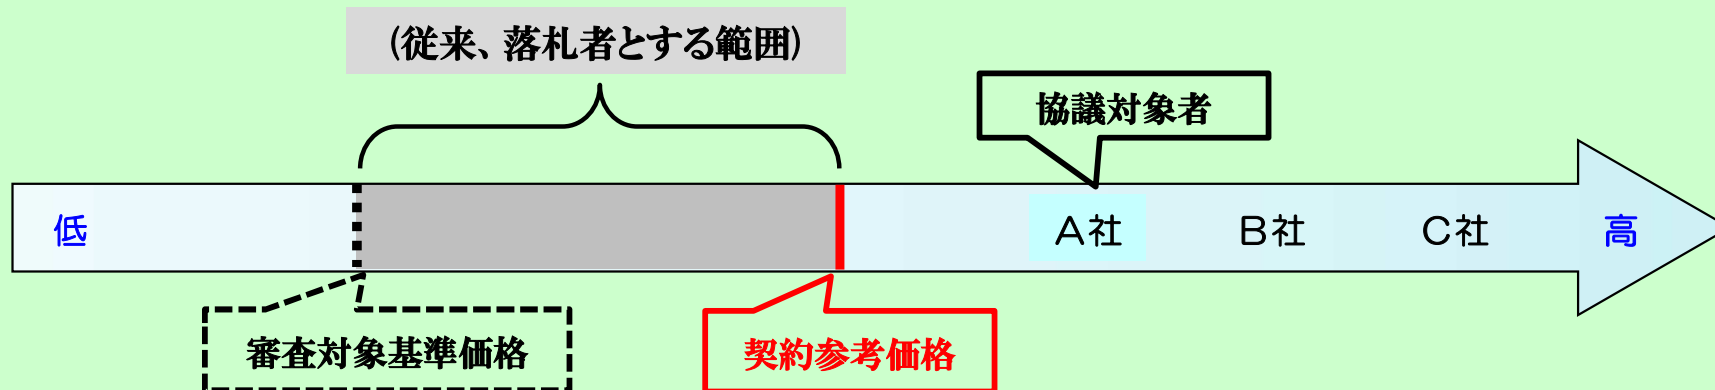 （従来、落札者とする範囲）
協議対象者
低
A社
B社
C社
高
審査対象基準価格
契約参考価格